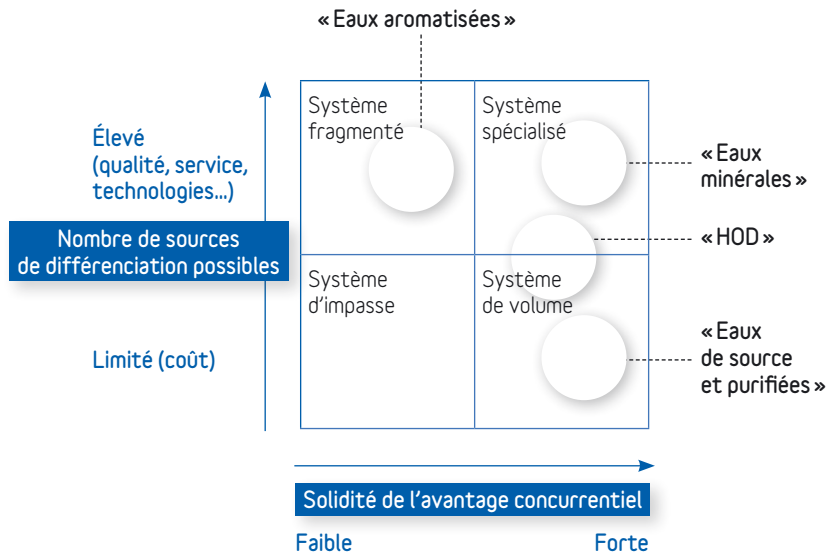 « Eaux aromatisées »
Système
fragmenté
Système
spécialisé
Élevé
(qualité, service,
technologies...)
« Eaux
minérales »
Nombre de sources
de différenciation possibles
« HOD »
Système
d'impasse
Système
de volume
Limité (coût)
« Eaux
de source
et purifiées »
Solidité de l'avantage concurrentiel
Faible
Forte